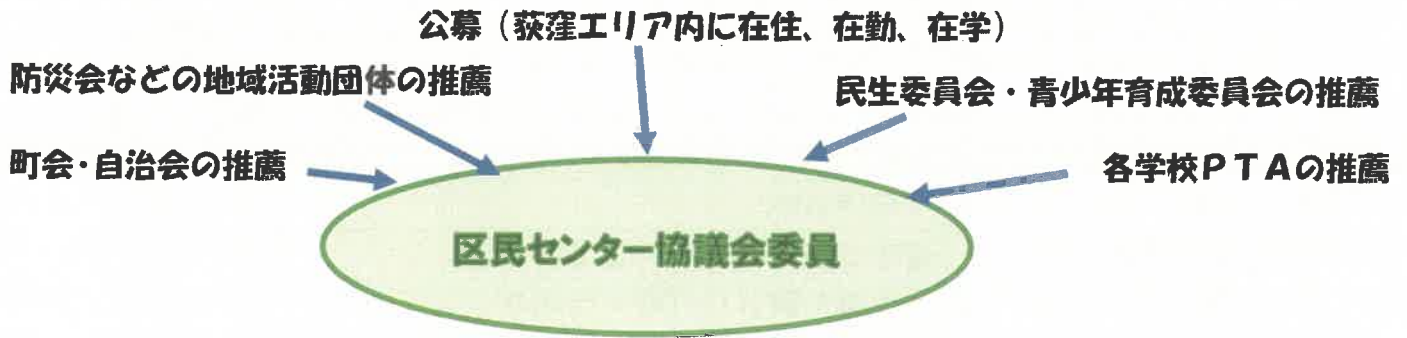 公募（荻窪エリア内に在住、在勤、在学）
防災会などの地域活動団体の推薦
民生委員会・青少年育成委員会の推薦
町会・自治会の推薦
各学校ＰＴＡの推薦
区民センター協議会委員